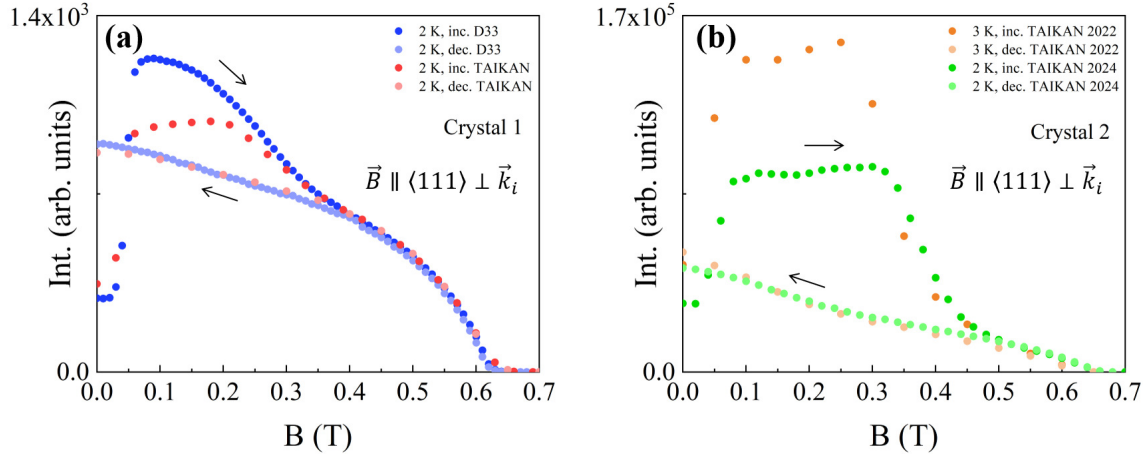 1.4x10³
(a)
2 K, inc. D33
2 K, dec. D33
2 K, inc. TAIKAN
2 K, dec. TAIKAN
Crystal 1
B⃗ ∥ ⟨111⟩ ⊥ k⃗ᵢ
Int. (arb. units)
0.0
0.0 0.1 0.2 0.3 0.4 0.5 0.6 0.7
B (T)
1.7x10⁵
(b)
3 K, inc. TAIKAN 2022
3 K, dec. TAIKAN 2022
2 K, inc. TAIKAN 2024
2 K, dec. TAIKAN 2024
Crystal 2
B⃗ ∥ ⟨111⟩ ⊥ k⃗ᵢ
Int. (arb. units)
0.0
0.0 0.1 0.2 0.3 0.4 0.5 0.6 0.7
B (T)